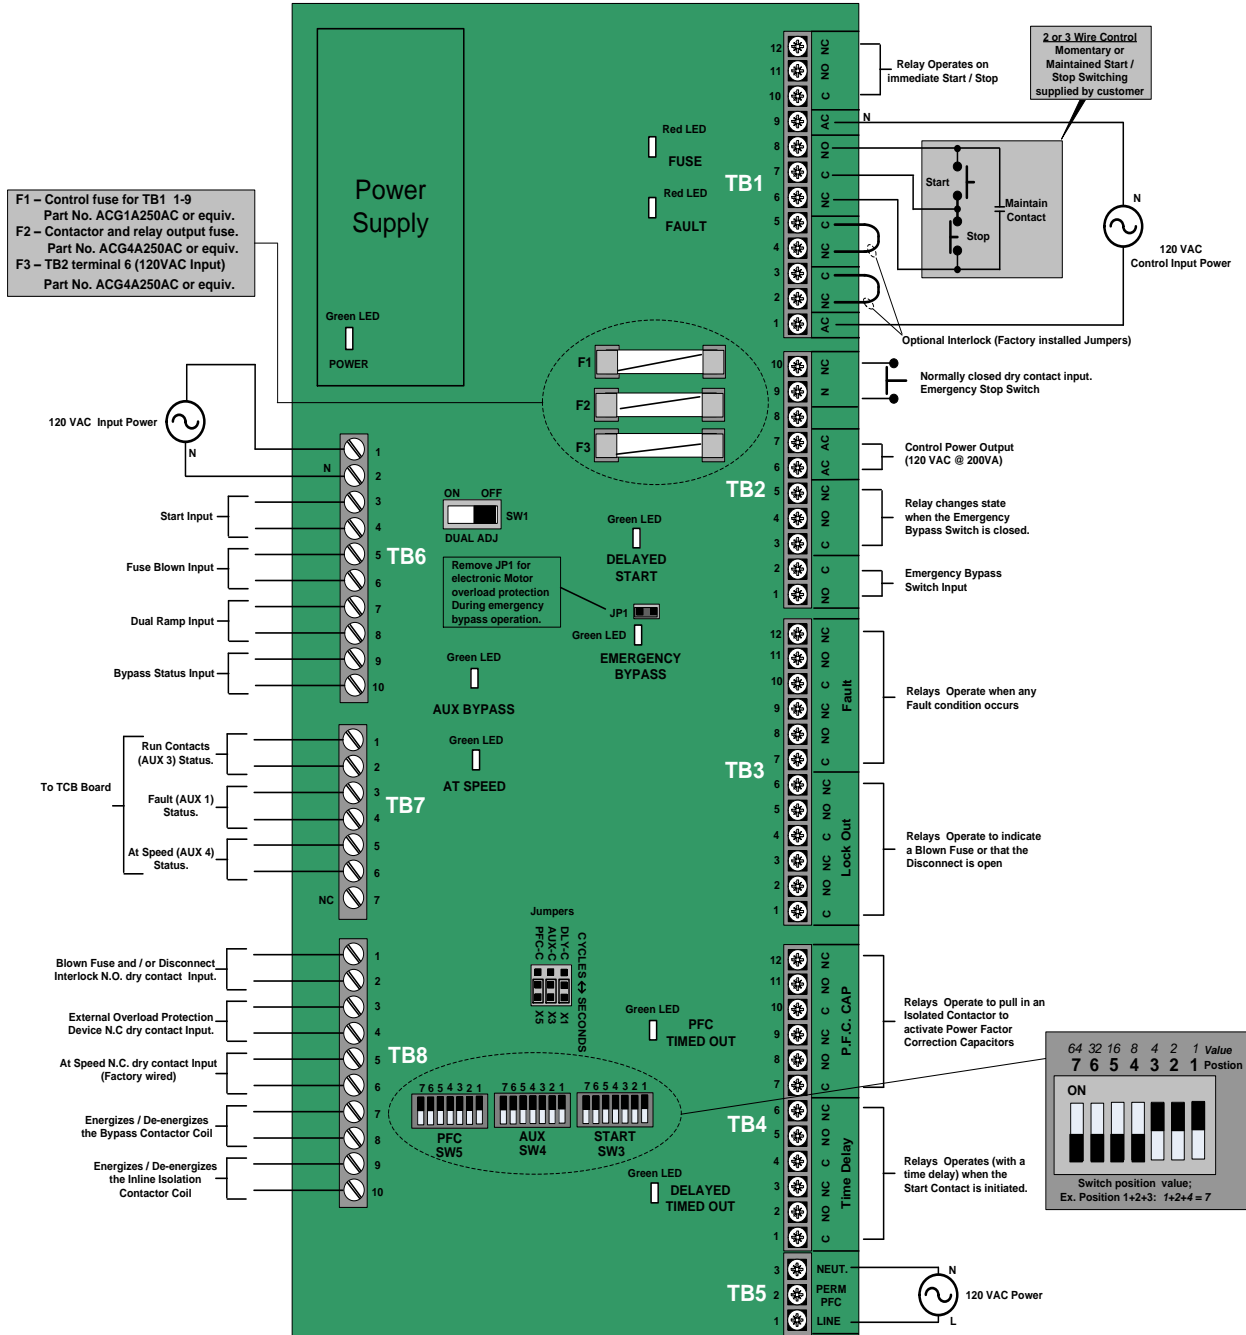 Power
Supply
Green LED
POWER
Red LED
FUSE
Red LED
FAULT
F1 – Control fuse for TB1 1-9
Part No. ACG1A250AC or equiv.
F2 – Contactor and relay output fuse.
Part No. ACG4A250AC or equiv.
F3 – TB2 terminal 6 (120VAC Input)
Part No. ACG4A250AC or equiv.
TB1
12 NC
11 NO
10 C
9 AC
8 NO
7 C
6 NC
5 C
4 NC
3 C
2 NC
1 AC
Relay Operates on
immediate Start / Stop
2 or 3 Wire Control
Momentary or
Maintained Start /
Stop Switching
supplied by customer
N
Start
Stop
Maintain
Contact
N
120 VAC
Control Input Power
Optional Interlock (Factory installed Jumpers)
F1
F2
F3
TB2
10 NC
9 N
8
7 AC
6 AC
5 NC
4 NO
3 C
2 C
1 NO
Normally closed dry contact input.
Emergency Stop Switch
Control Power Output
(120 VAC @ 200VA)
Relay changes state
when the Emergency
Bypass Switch is closed.
Emergency Bypass
Switch Input
120 VAC Input Power
N
N
TB6
1
2
3
4
5
6
7
8
9
10
Start Input
Fuse Blown Input
Dual Ramp Input
Bypass Status Input
ON OFF
SW1
DUAL ADJ
Green LED
DELAYED
START
Remove JP1 for
electronic Motor
overload protection
During emergency
bypass operation.
JP1
Green LED
EMERGENCY
BYPASS
Green LED
AUX BYPASS
Green LED
AT SPEED
TB3
12 NC
11 NO
10 C
9 NC
8 NO
7 C
Fault
6 NC
5 NO
4 C
3 NC
2 NO
1 C
Lock Out
Relays Operate when any
Fault condition occurs
Relays Operate to indicate
a Blown Fuse or that the
Disconnect is open
To TCB Board
Run Contacts
(AUX 3) Status.
Fault (AUX 1)
Status.
At Speed (AUX 4)
Status.
NC
TB7
1
2
3
4
5
6
7
Jumpers
PFC-C
AUX-C
DLY-C
X5
X3
X1
CYCLES ⇔ SECONDS
Green LED
PFC
TIMED OUT
TB8
1
2
3
4
5
6
7
8
9
10
Blown Fuse and / or Disconnect
Interlock N.O. dry contact Input.
External Overload Protection
Device N.C dry contact Input.
At Speed N.C. dry contact Input
(Factory wired)
Energizes / De-energizes
the Bypass Contactor Coil
Energizes / De-energizes
the Inline Isolation
Contactor Coil
7 6 5 4 3 2 1
PFC
SW5
7 6 5 4 3 2 1
AUX
SW4
7 6 5 4 3 2 1
START
SW3
Green LED
DELAYED
TIMED OUT
TB4
12 NC
11 NO
10 C
9 NC
8 NO
7 C
P.F.C. CAP
6 NC
5 NO
4 C
3 NC
2 NO
1 C
Time Delay
Relays Operate to pull in an
Isolated Contactor to
activate Power Factor
Correction Capacitors
Relays Operates (with a
time delay) when the
Start Contact is initiated.
64 32 16 8 4 2 1 Value
7 6 5 4 3 2 1 Postion
ON
Switch position value;
Ex. Position 1+2+3: 1+2+4 = 7
TB5
3 NEUT.
2 PERM
PFC
1 LINE
N
L
120 VAC Power